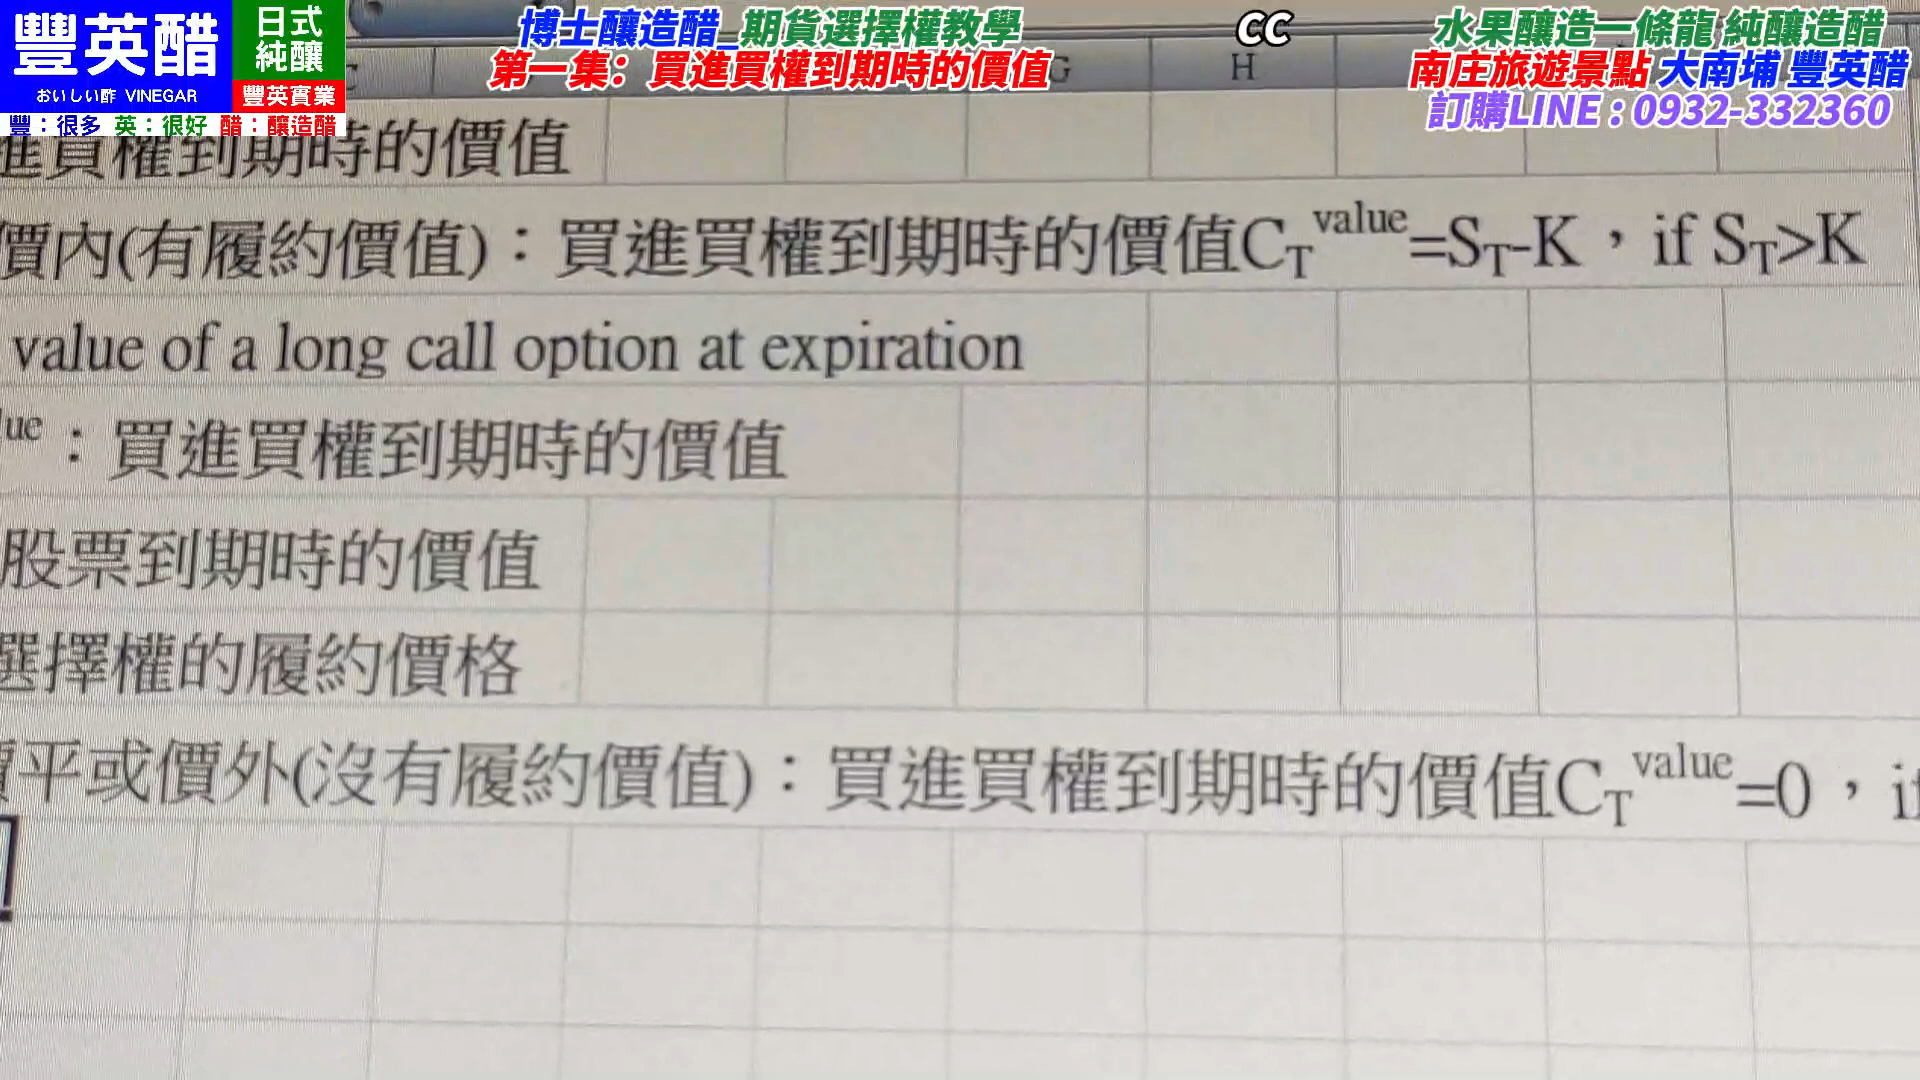 豐英醋
日式
純釀
おいしい酢 VINEGAR
豐英實業
豐：很多 英：很好 醋：釀造醋
博士釀造醋_期貨選擇權教學
第一集：買進買權到期時的價值
CC
水果釀造一條龍 純釀造醋
南庄旅遊景點 大南埔 豐英醋
訂購LINE : 0932-332360
G
H
進買權到期時的價值
價內(有履約價值)：買進買權到期時的價值C_T^value=S_T-K，if S_T>K
value of a long call option at expiration
lue：買進買權到期時的價值
股票到期時的價值
選擇權的履約價格
價平或價外(沒有履約價值)：買進買權到期時的價值C_T^value=0，if